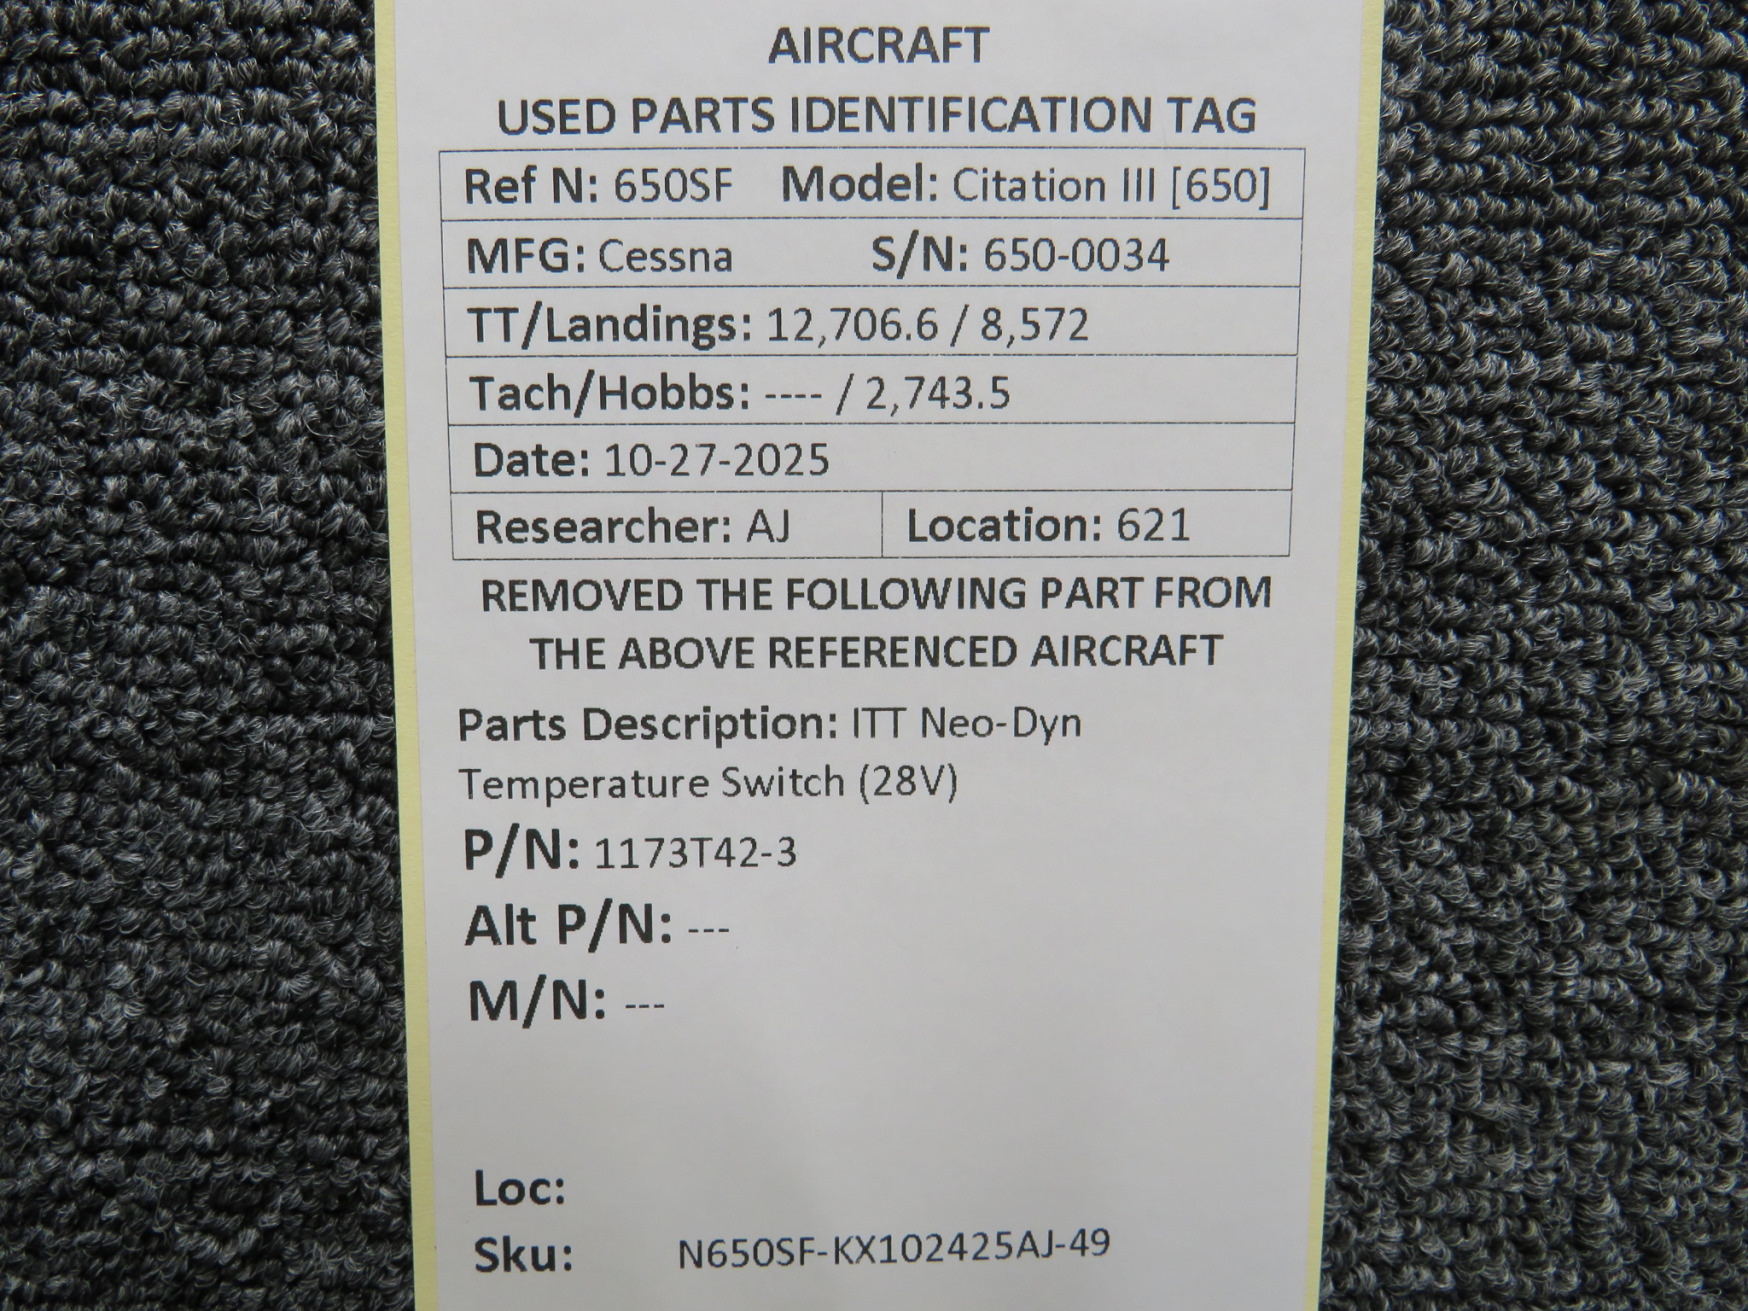 AIRCRAFT
USED PARTS IDENTIFICATION TAG
Ref N: 650SF Model: Citation III [650]
MFG: Cessna S/N: 650-0034
TT/Landings: 12,706.6 / 8,572
Tach/Hobbs: ---- / 2,743.5
Date: 10-27-2025
Researcher: AJ Location: 621
REMOVED THE FOLLOWING PART FROM
THE ABOVE REFERENCED AIRCRAFT
Parts Description: ITT Neo-Dyn
Temperature Switch (28V)
P/N: 1173T42-3
Alt P/N: ---
M/N: ---
Loc:
Sku: N650SF-KX102425AJ-49